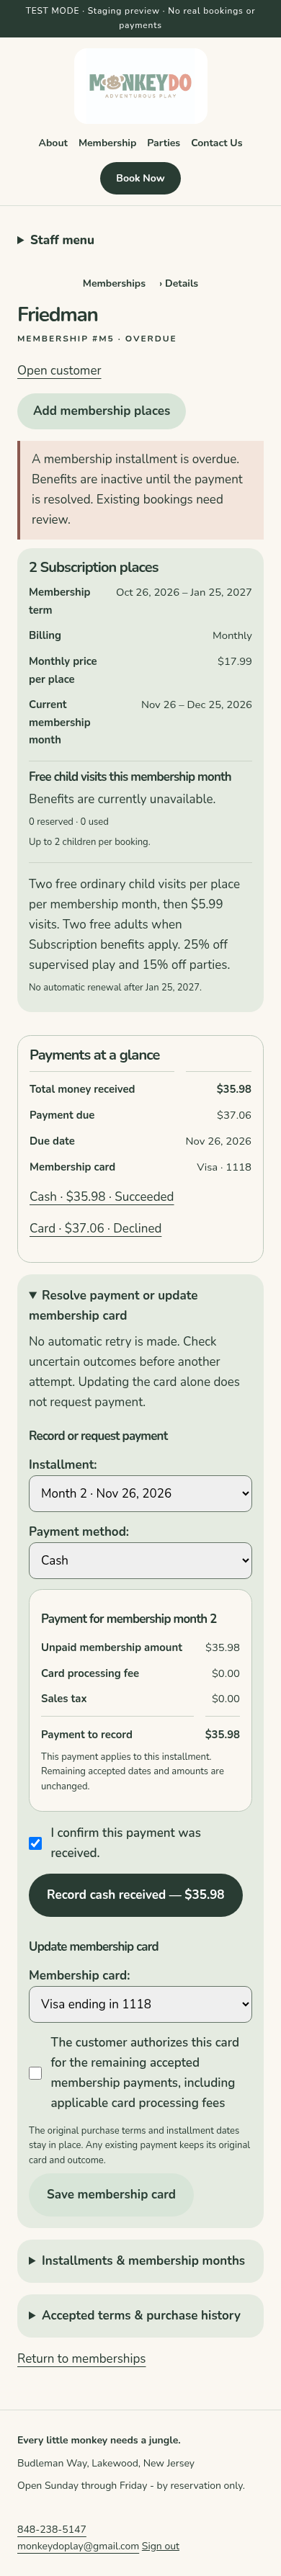 TEST MODE · Staging preview · No real bookings or
payments
MONKEYDO
ADVENTUROUS PLAY
About Membership Parties Contact Us
Book Now
Staff menu
Memberships › Details
Friedman
MEMBERSHIP #M5 · OVERDUE
Open customer
Add membership places
A membership installment is overdue.
Benefits are inactive until the payment
is resolved. Existing bookings need
review.
2 Subscription places
Membership term Oct 26, 2026 – Jan 25, 2027
Billing Monthly
Monthly price per place $17.99
Current membership month Nov 26 – Dec 25, 2026
Free child visits this membership month
Benefits are currently unavailable.
0 reserved · 0 used
Up to 2 children per booking.
Two free ordinary child visits per place
per membership month, then $5.99
visits. Two free adults when
Subscription benefits apply. 25% off
supervised play and 15% off parties.
No automatic renewal after Jan 25, 2027.
Payments at a glance
Total money received $35.98
Payment due $37.06
Due date Nov 26, 2026
Membership card Visa · 1118
Cash · $35.98 · Succeeded
Card · $37.06 · Declined
Resolve payment or update
membership card
No automatic retry is made. Check
uncertain outcomes before another
attempt. Updating the card alone does
not request payment.
Record or request payment
Installment:
Month 2 · Nov 26, 2026
Payment method:
Cash
Payment for membership month 2
Unpaid membership amount $35.98
Card processing fee $0.00
Sales tax $0.00
Payment to record $35.98
This payment applies to this installment.
Remaining accepted dates and amounts are
unchanged.
I confirm this payment was
received.
Record cash received — $35.98
Update membership card
Membership card:
Visa ending in 1118
The customer authorizes this card
for the remaining accepted
membership payments, including
applicable card processing fees
The original purchase terms and installment dates
stay in place. Any existing payment keeps its original
card and outcome.
Save membership card
Installments & membership months
Accepted terms & purchase history
Return to memberships
Every little monkey needs a jungle.
Budleman Way, Lakewood, New Jersey
Open Sunday through Friday - by reservation only.
848-238-5147
monkeydoplay@gmail.com Sign out